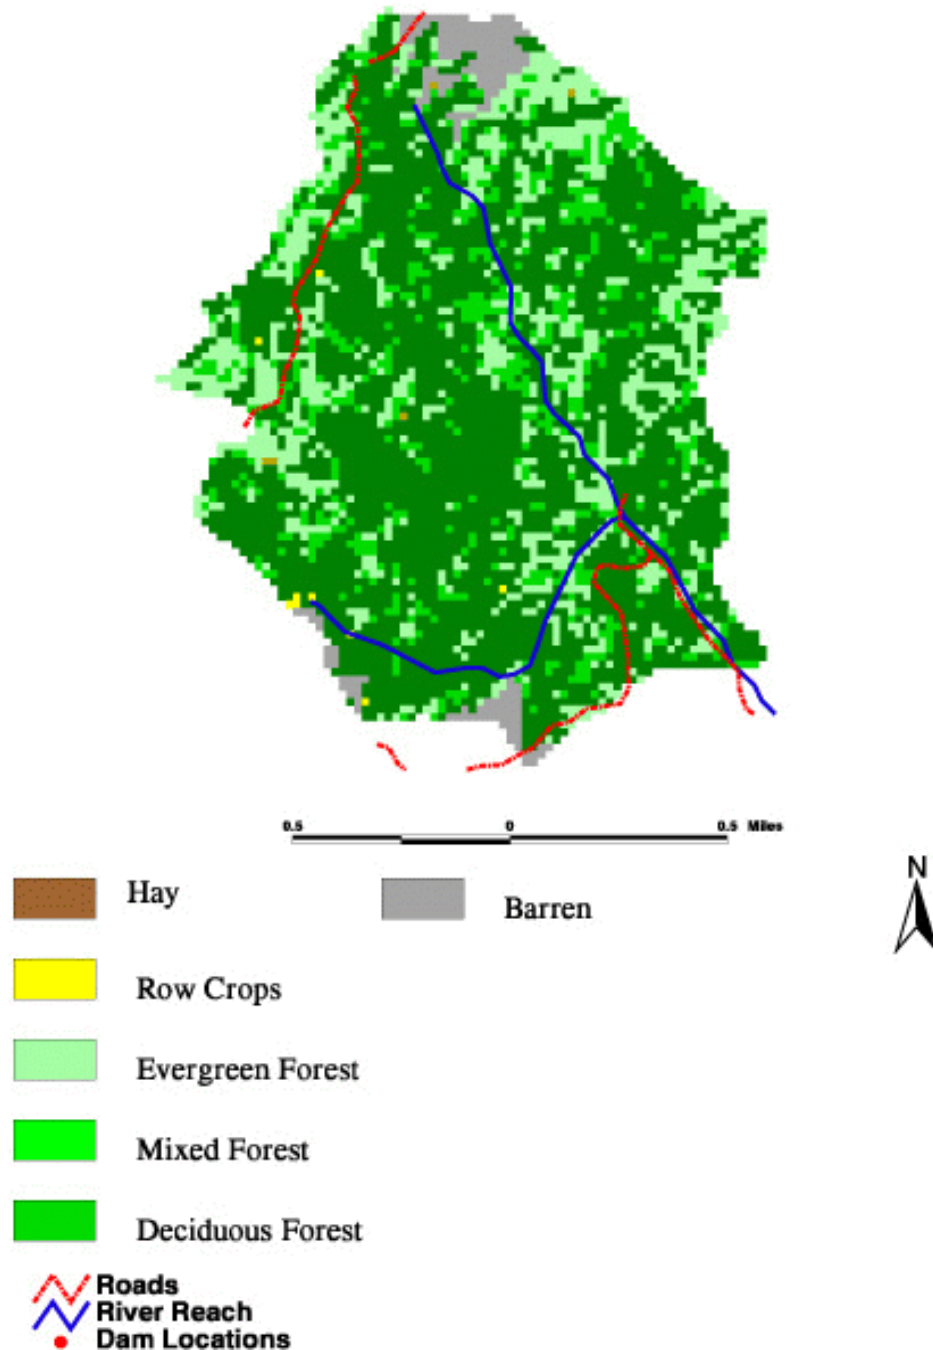 0.5 0 0.5 Miles
N
Hay
Barren
Row Crops
Evergreen Forest
Mixed Forest
Deciduous Forest
Roads
River Reach
Dam Locations